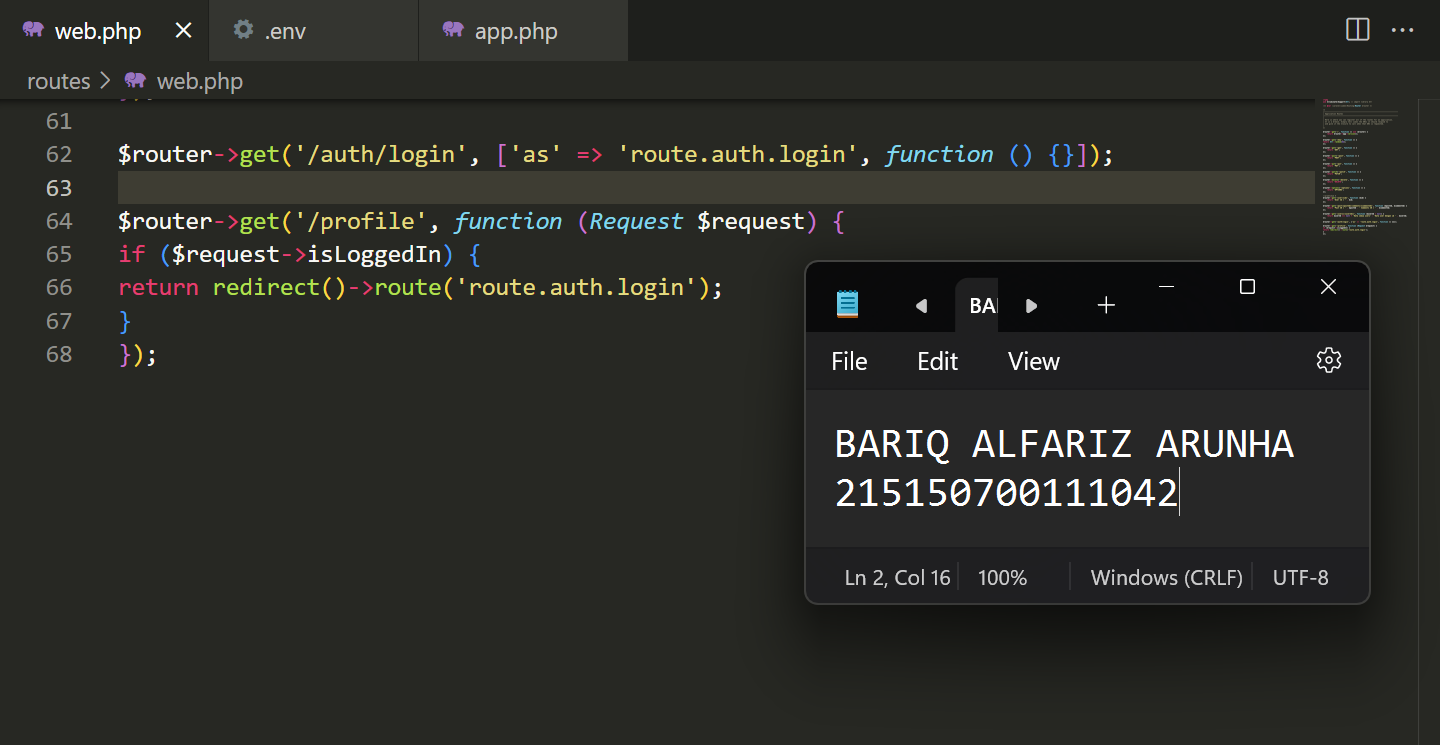 web.php
.env
app.php
routes > web.php
61
62 $router->get('/auth/login', ['as' => 'route.auth.login', function () {}]);
63
64 $router->get('/profile', function (Request $request) {
65 if ($request->isLoggedIn) {
66 return redirect()->route('route.auth.login');
67 }
68 });
BAI
File Edit View
BARIQ ALFARIZ ARUNHA
215150700111042
Ln 2, Col 16 100% Windows (CRLF) UTF-8